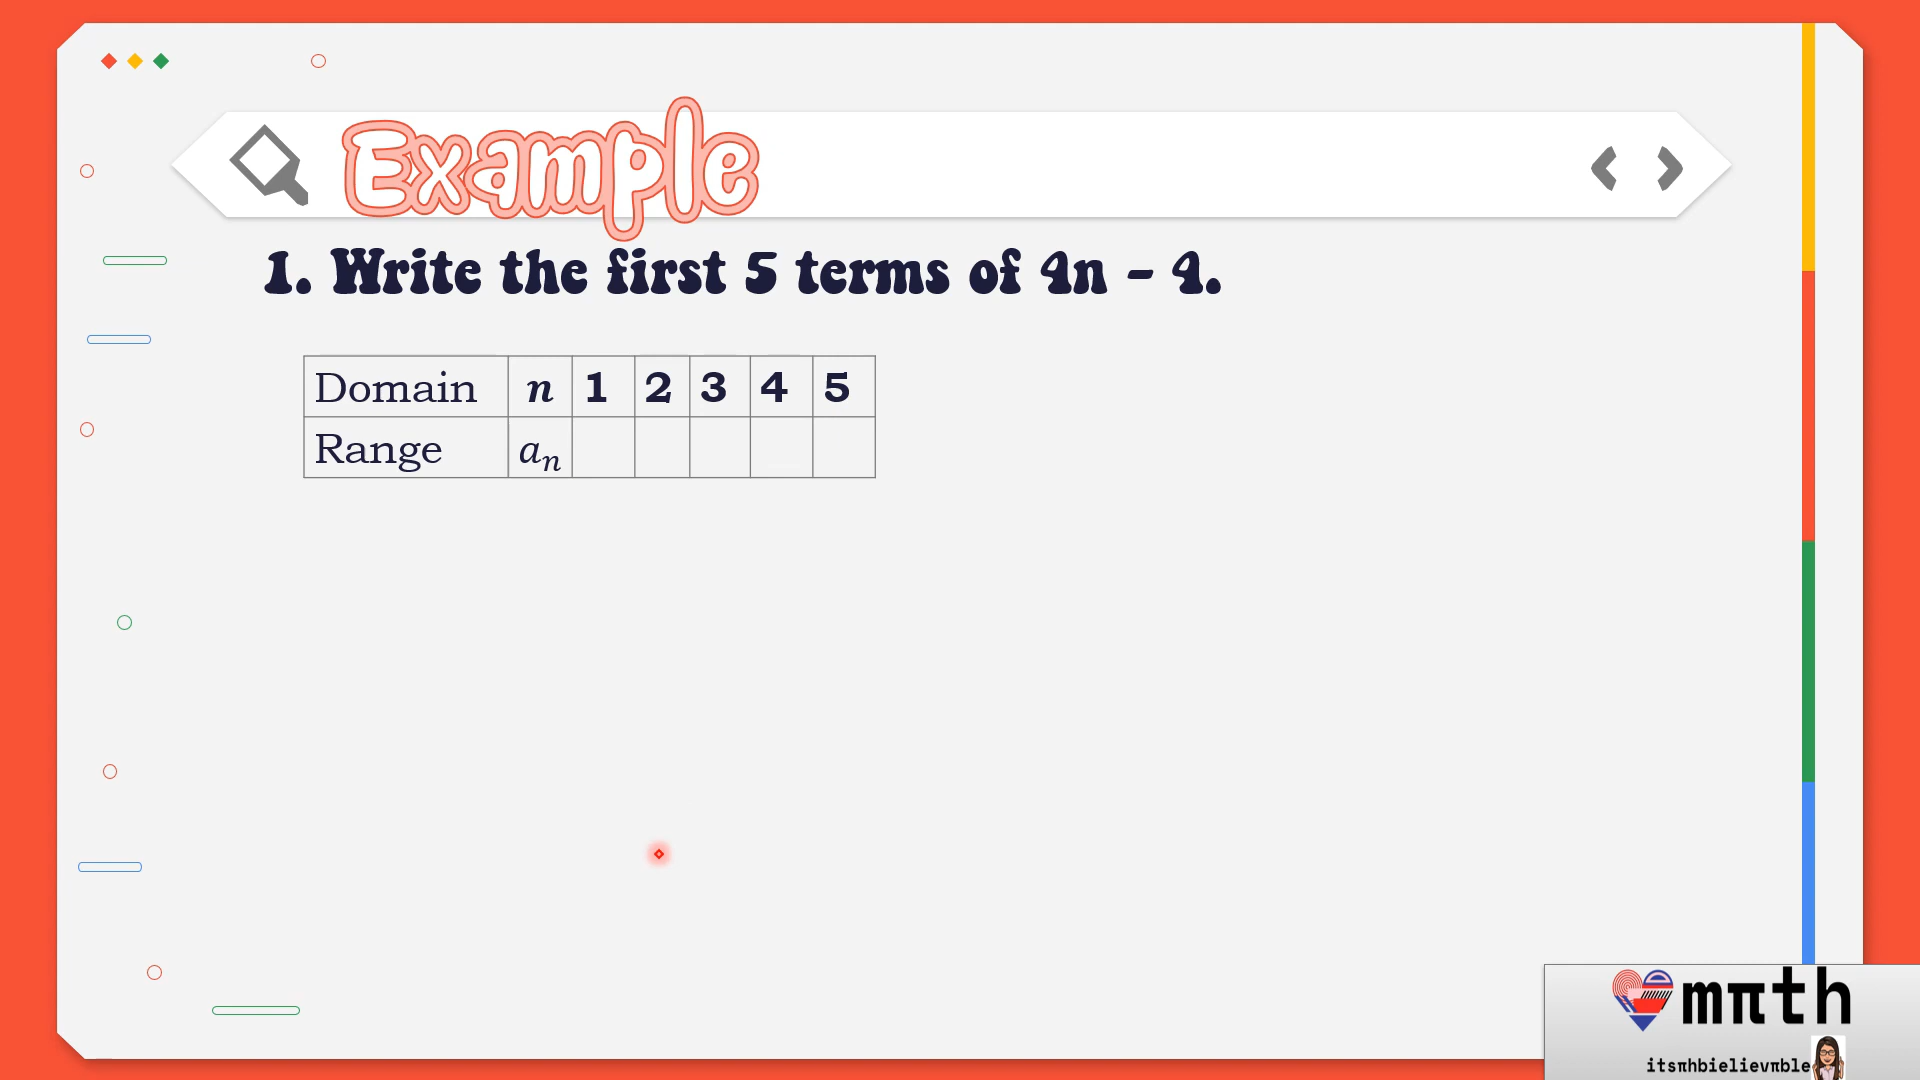 Example
1. Write the first 5 terms of 4n – 4.
Domain n 1 2 3 4 5
Range aₙ
mπth
itsπhbielievπble